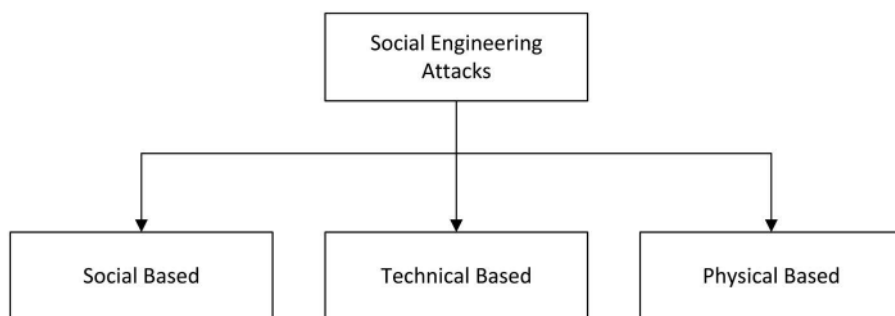 Social Engineering
Attacks
Social Based
Technical Based
Physical Based